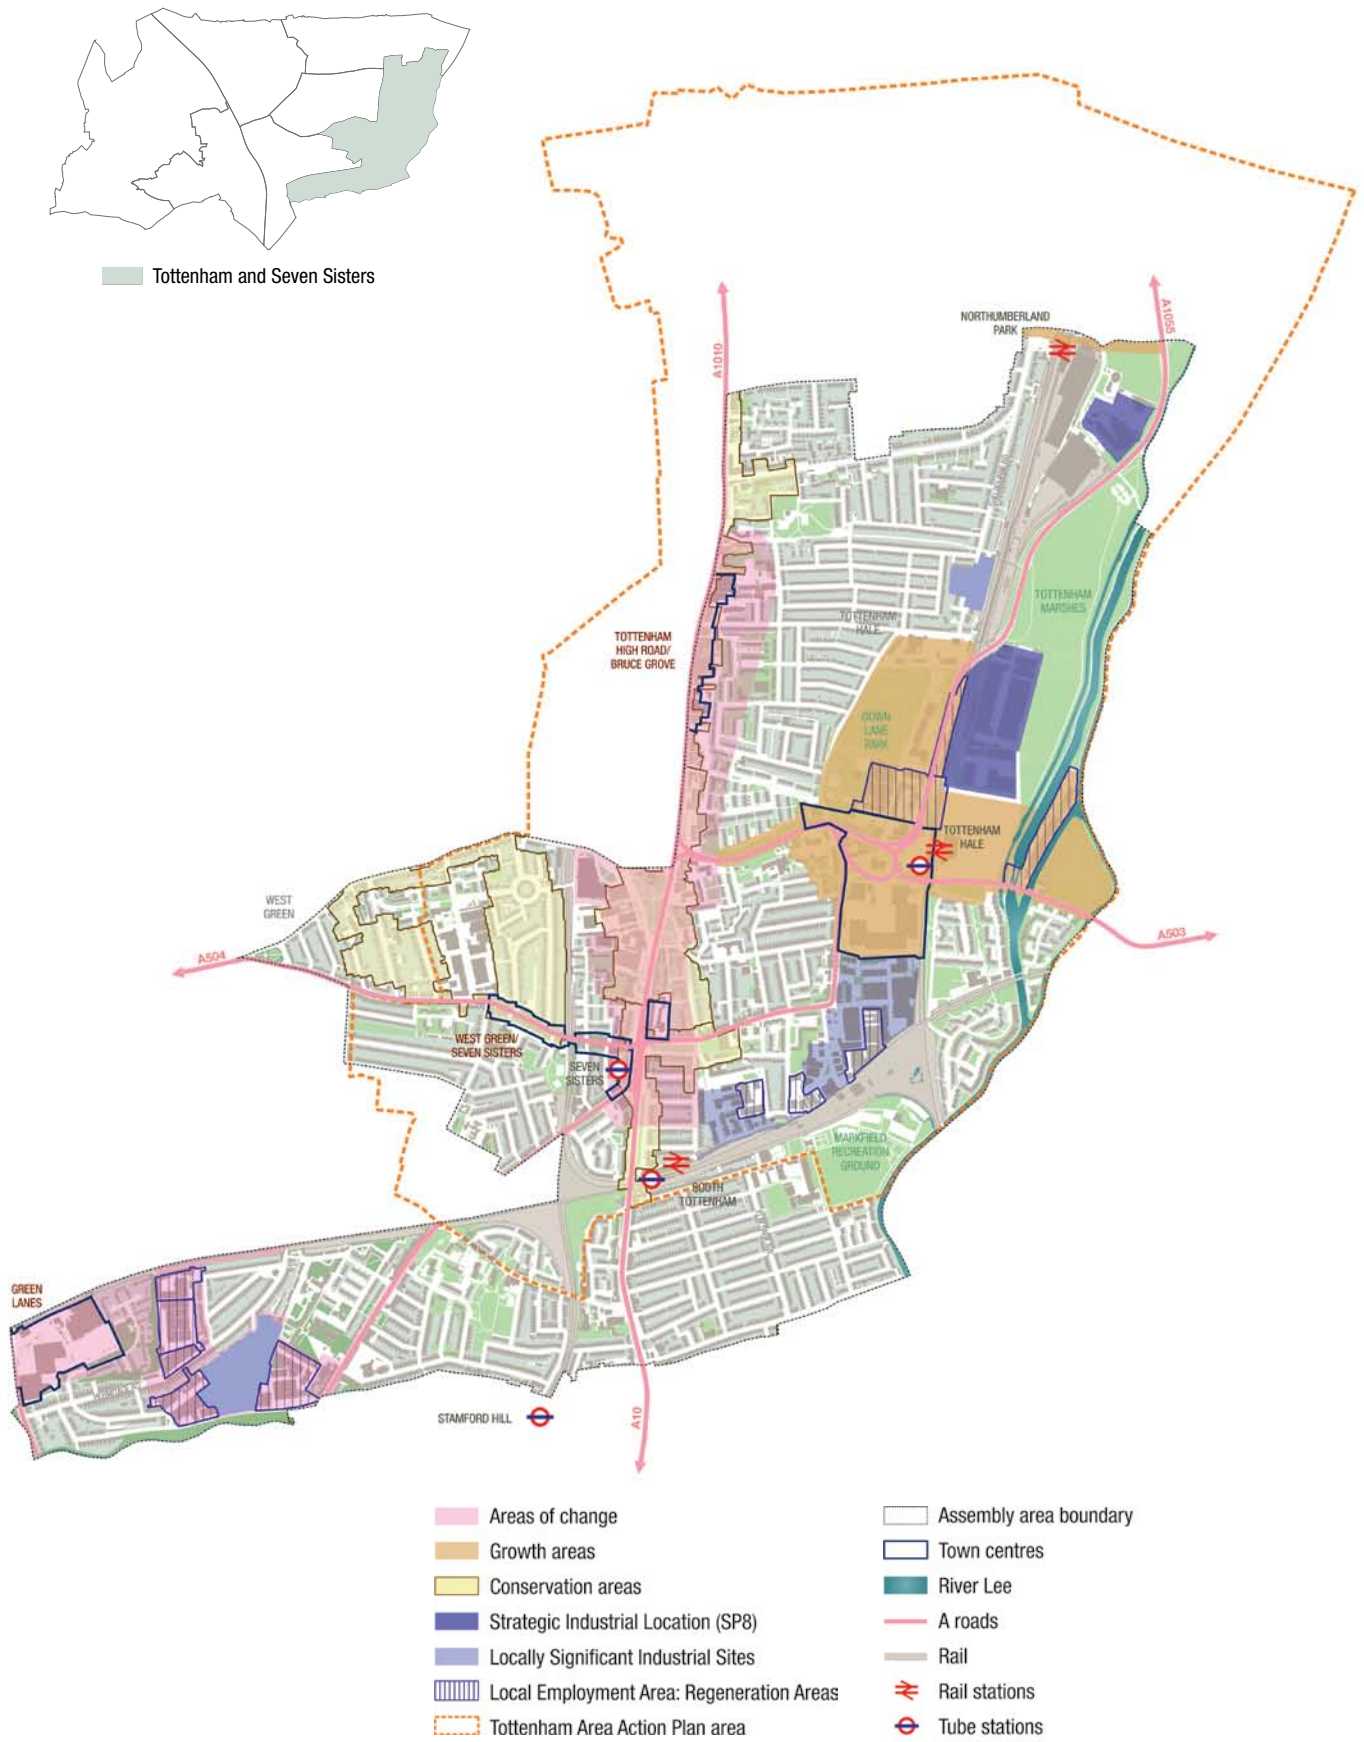 Tottenham and Seven Sisters
NORTHUMBERLAND
PARK
A1055
A1010
TOTTENHAM
MARSHES
TOTTENHAM
HALE
TOTTENHAM
HIGH ROAD/
BRUCE GROVE
DOWN
LANE
PARK
TOTTENHAM
HALE
WEST
GREEN
A504
A503
WEST GREEN/
SEVEN SISTERS
SEVEN
SISTERS
MARKFIELD
RECREATION
GROUND
SOUTH
TOTTENHAM
GREEN
LANES
STAMFORD HILL
A10
Areas of change
Growth areas
Conservation areas
Strategic Industrial Location (SP8)
Locally Significant Industrial Sites
Local Employment Area: Regeneration Areas
Tottenham Area Action Plan area
Assembly area boundary
Town centres
River Lee
A roads
Rail
Rail stations
Tube stations